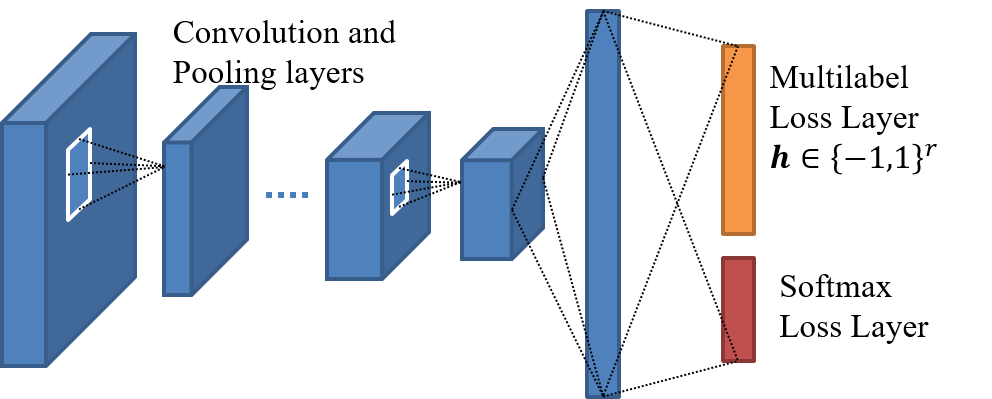 Convolution and
Pooling layers
Multilabel
Loss Layer
𝒉 ∈ {−1,1}^r
Softmax
Loss Layer